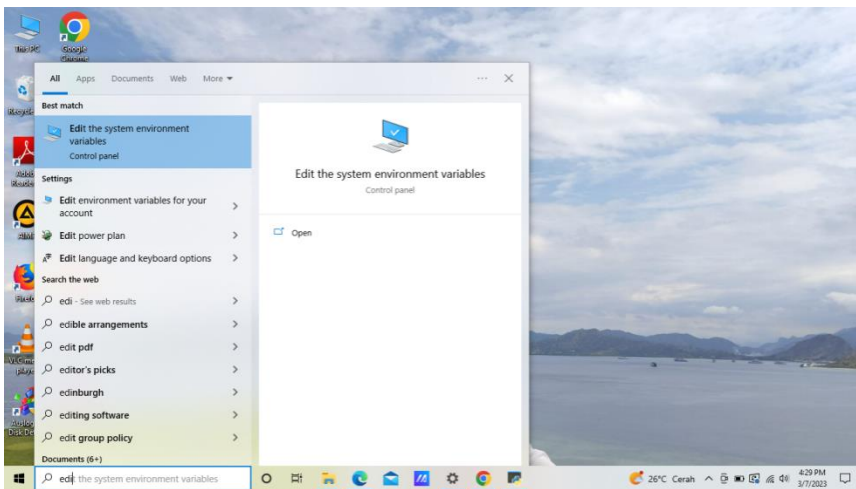 This PC
Google
Chrome
All Apps Documents Web More
Best match
Edit the system environment
variables
Control panel
Settings
Edit environment variables for your
account
Edit power plan
Edit language and keyboard options
Search the web
edi - See web results
edible arrangements
edit pdf
editor's picks
edinburgh
editing software
edit group policy
Documents (6+)
Edit the system environment variables
Control panel
Open
edit the system environment variables
26°C Cerah
4:29 PM
3/7/2023